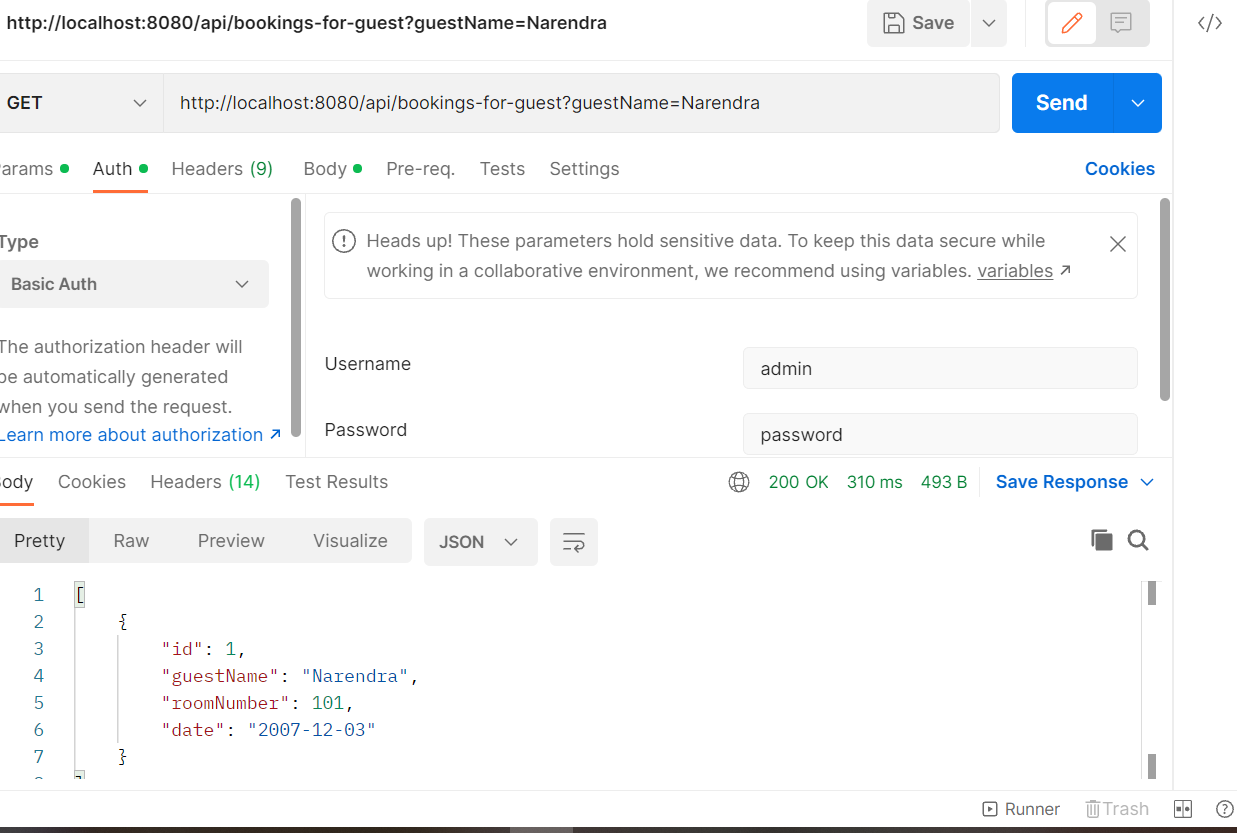 http://localhost:8080/api/bookings-for-guest?guestName=Narendra
Save
GET
http://localhost:8080/api/bookings-for-guest?guestName=Narendra
Send
arams
Auth
Headers (9)
Body
Pre-req.
Tests
Settings
Cookies
Type
Basic Auth
The authorization header will
be automatically generated
when you send the request.
Learn more about authorization ↗
Heads up! These parameters hold sensitive data. To keep this data secure while
working in a collaborative environment, we recommend using variables. variables ↗
Username
admin
Password
password
ody
Cookies
Headers (14)
Test Results
200 OK
310 ms
493 B
Save Response
Pretty
Raw
Preview
Visualize
JSON
1 [
2 {
3 "id": 1,
4 "guestName": "Narendra",
5 "roomNumber": 101,
6 "date": "2007-12-03"
7 }
Runner
Trash